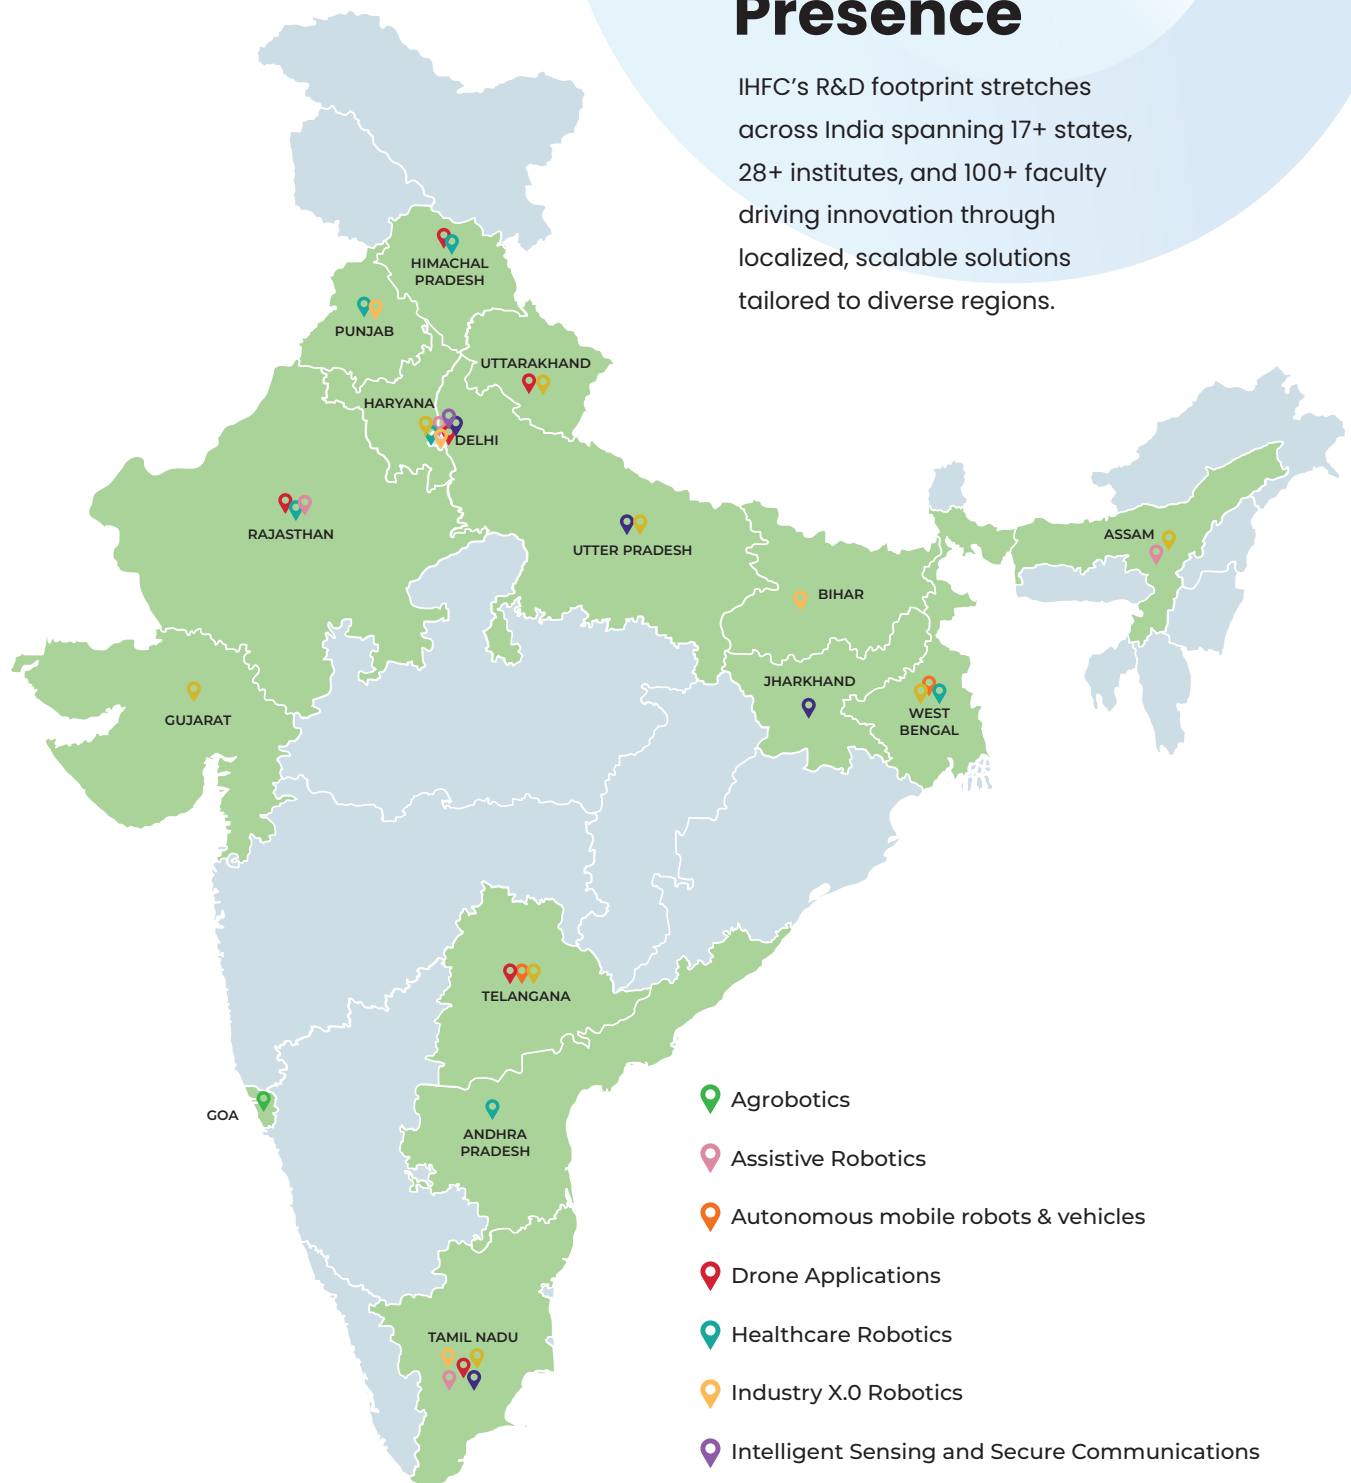 Presence
IHFC's R&D footprint stretches
across India spanning 17+ states,
28+ institutes, and 100+ faculty
driving innovation through
localized, scalable solutions
tailored to diverse regions.
HIMACHAL
PRADESH
PUNJAB
UTTARAKHAND
HARYANA
DELHI
RAJASTHAN
UTTER PRADESH
ASSAM
BIHAR
JHARKHAND
GUJARAT
WEST
BENGAL
TELANGANA
GOA
ANDHRA
PRADESH
TAMIL NADU
Agrobotics
Assistive Robotics
Autonomous mobile robots & vehicles
Drone Applications
Healthcare Robotics
Industry X.0 Robotics
Intelligent Sensing and Secure Communications